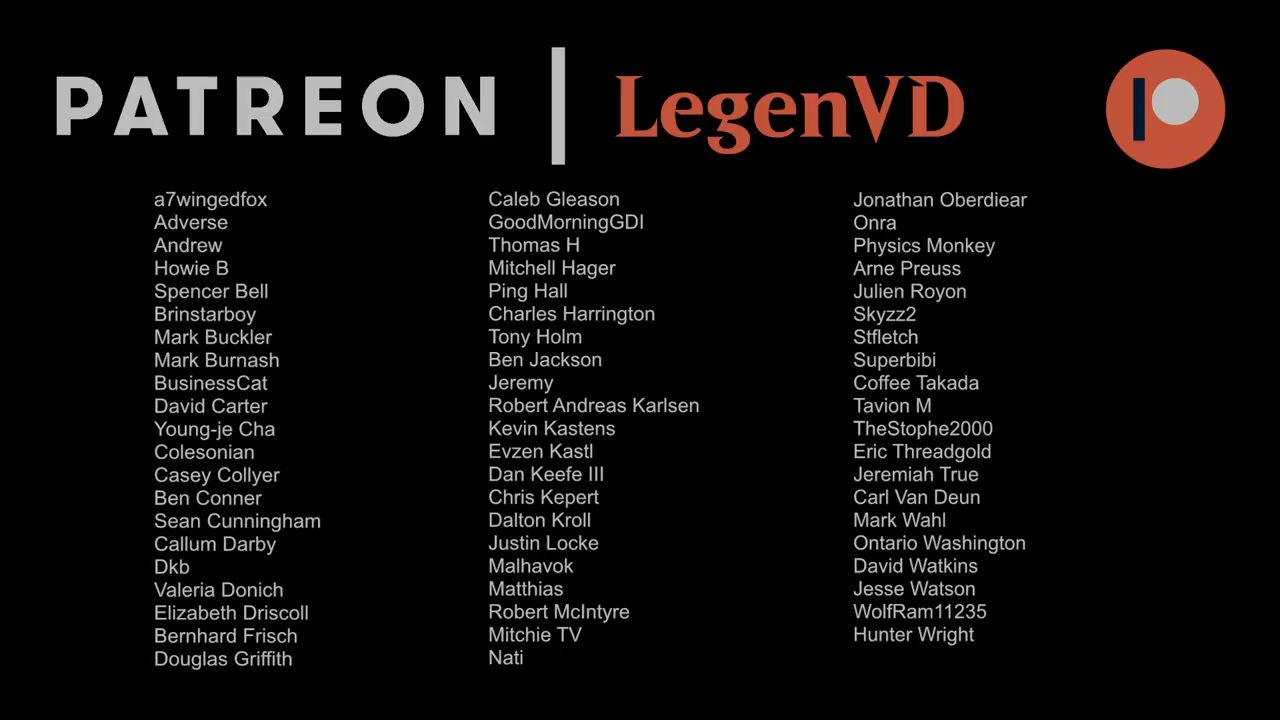 PATREON | LegenVD
a7wingedfox
Adverse
Andrew
Howie B
Spencer Bell
Brinstarboy
Mark Buckler
Mark Burnash
BusinessCat
David Carter
Young-je Cha
Colesonian
Casey Collyer
Ben Conner
Sean Cunningham
Callum Darby
Dkb
Valeria Donich
Elizabeth Driscoll
Bernhard Frisch
Douglas Griffith
Caleb Gleason
GoodMorningGDI
Thomas H
Mitchell Hager
Ping Hall
Charles Harrington
Tony Holm
Ben Jackson
Jeremy
Robert Andreas Karlsen
Kevin Kastens
Evzen Kastl
Dan Keefe III
Chris Kepert
Dalton Kroll
Justin Locke
Malhavok
Matthias
Robert McIntyre
Mitchie TV
Nati
Jonathan Oberdiear
Onra
Physics Monkey
Arne Preuss
Julien Royon
Skyzz2
Stfletch
Superbibi
Coffee Takada
Tavion M
TheStophe2000
Eric Threadgold
Jeremiah True
Carl Van Deun
Mark Wahl
Ontario Washington
David Watkins
Jesse Watson
WolfRam11235
Hunter Wright